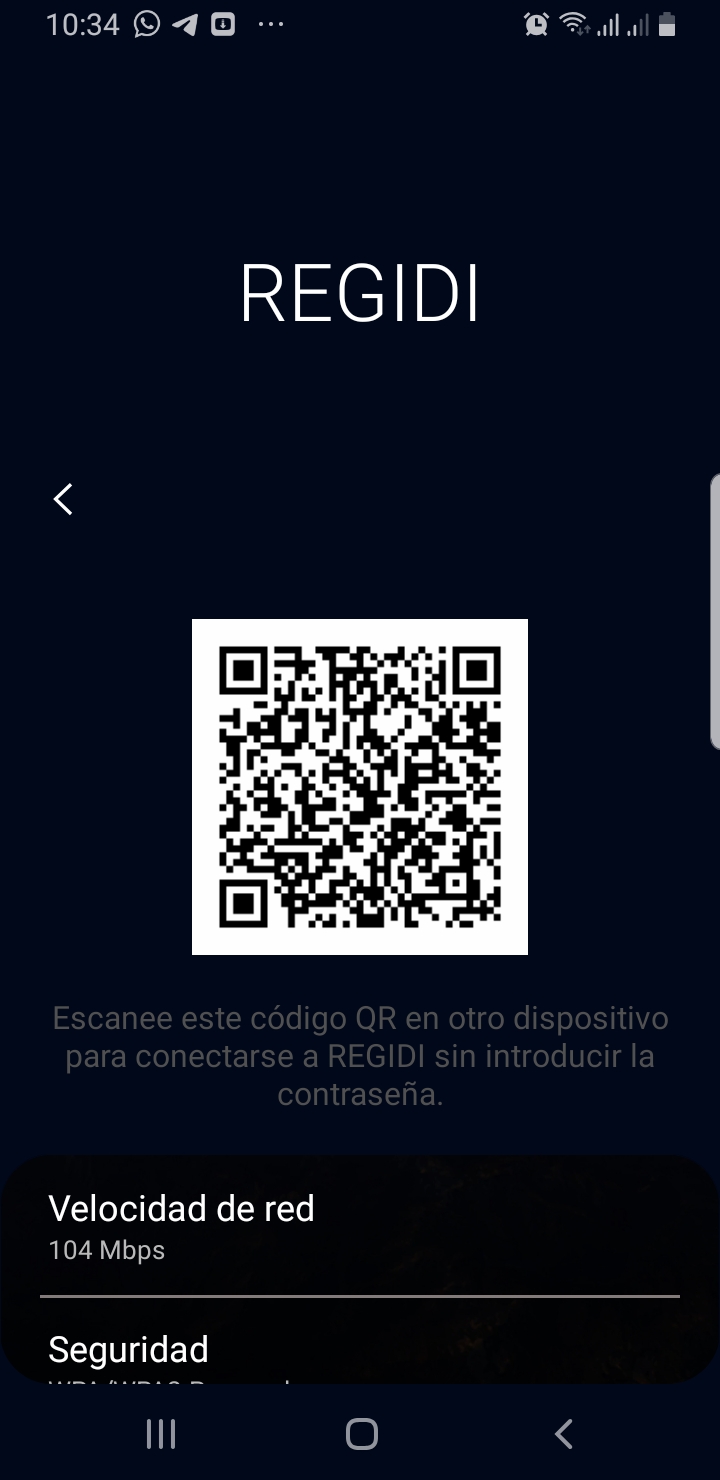 10:34
REGIDI
Escanee este código QR en otro dispositivo
para conectarse a REGIDI sin introducir la
contraseña.
Velocidad de red
104 Mbps
Seguridad